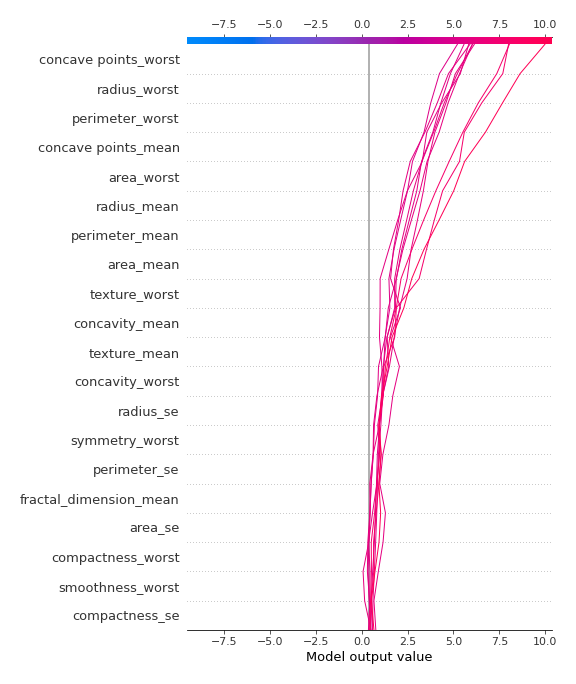 −7.5 −5.0 −2.5 0.0 2.5 5.0 7.5 10.0
concave points_worst
radius_worst
perimeter_worst
concave points_mean
area_worst
radius_mean
perimeter_mean
area_mean
texture_worst
concavity_mean
texture_mean
concavity_worst
radius_se
symmetry_worst
perimeter_se
fractal_dimension_mean
area_se
compactness_worst
smoothness_worst
compactness_se
−7.5 −5.0 −2.5 0.0 2.5 5.0 7.5 10.0
Model output value